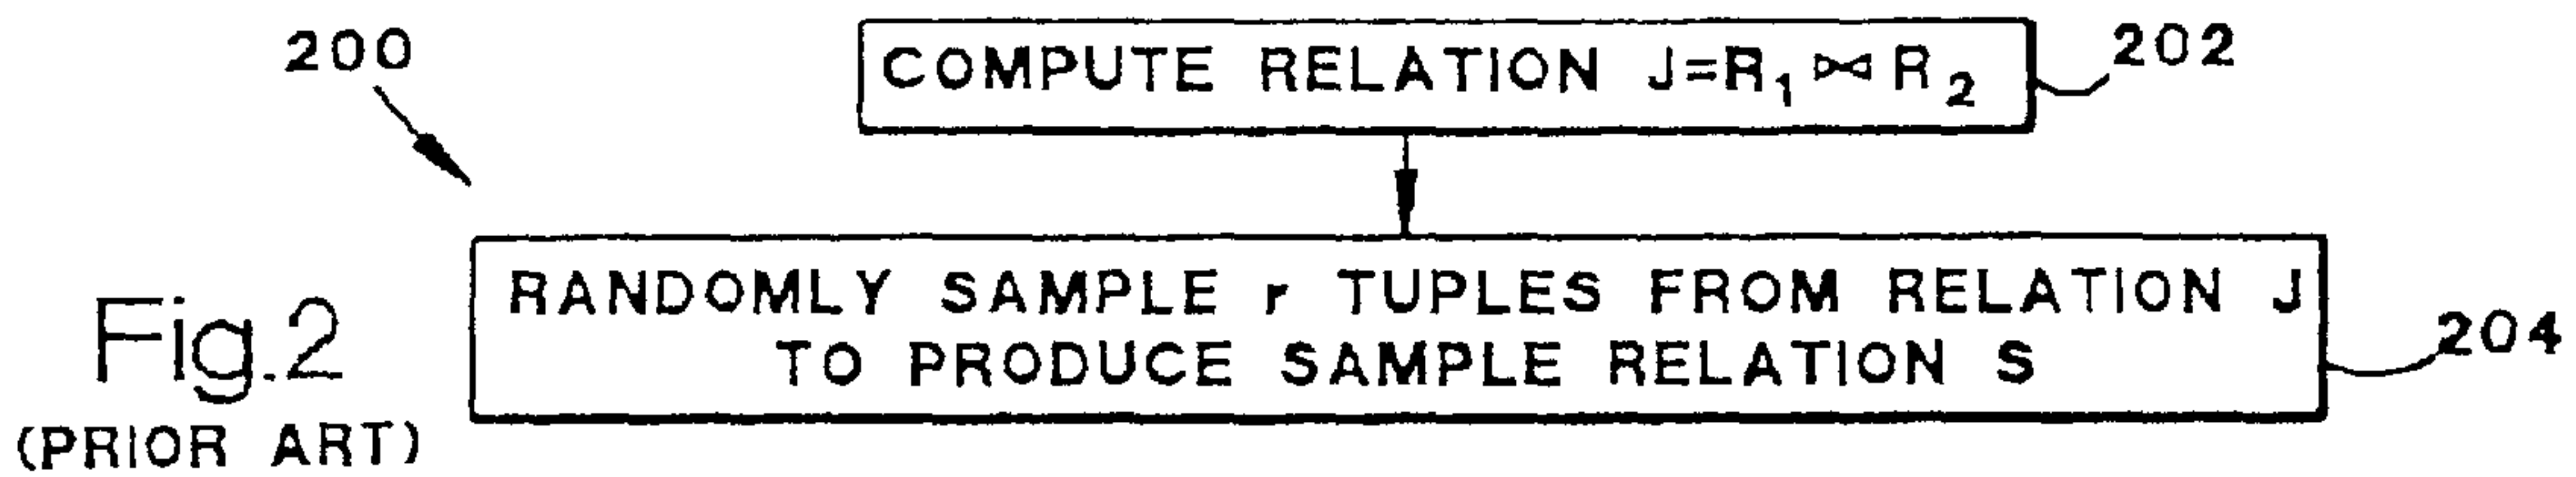 200
COMPUTE RELATION J=R₁ ⋈ R₂
202
RANDOMLY SAMPLE r TUPLES FROM RELATION J
TO PRODUCE SAMPLE RELATION S
204
Fig.2
(PRIOR ART)